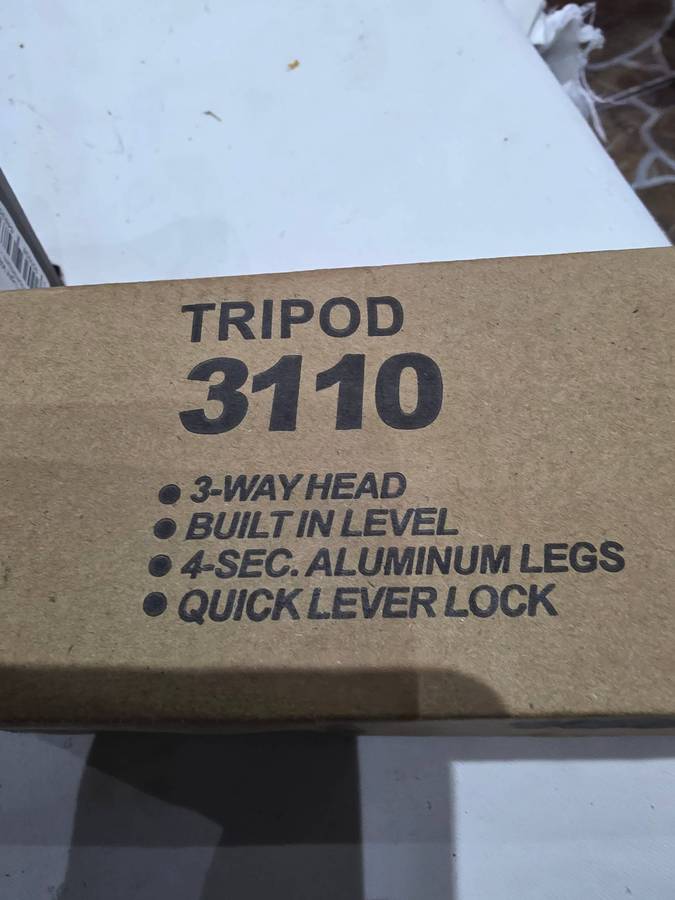 TRIPOD
3110
• 3-WAY HEAD
• BUILT IN LEVEL
• 4-SEC. ALUMINUM LEGS
• QUICK LEVER LOCK